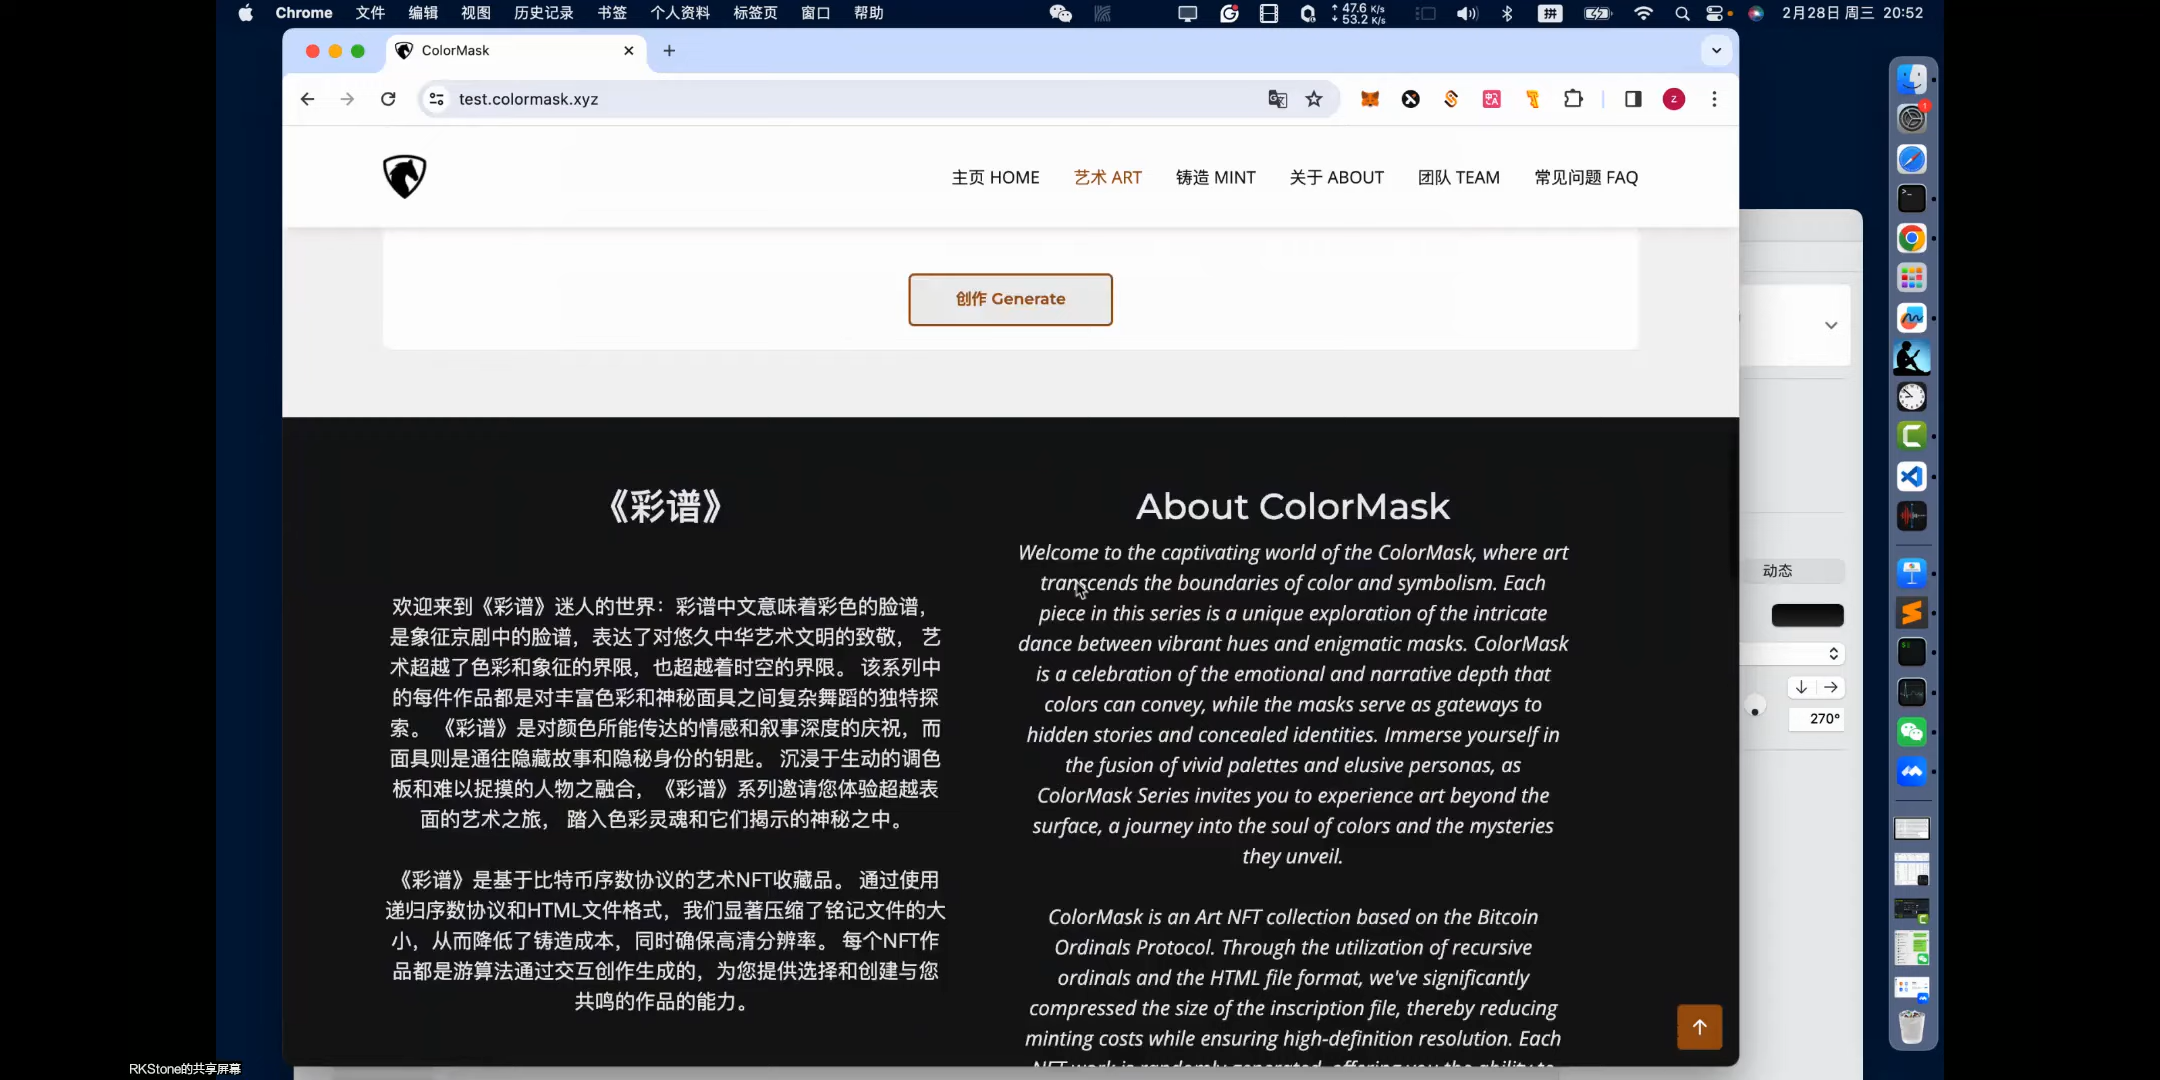 Chrome 文件 编辑 视图 历史记录 书签 个人资料 标签页 窗口 帮助
↑ 47.6 K/s
↓ 53.2 K/s
拼
2月28日 周三 20:52
ColorMask
test.colormask.xyz
主页 HOME 艺术 ART 铸造 MINT 关于 ABOUT 团队 TEAM 常见问题 FAQ
创作 Generate
《彩谱》
欢迎来到《彩谱》迷人的世界：彩谱中文意味着彩色的脸谱，
是象征京剧中的脸谱，表达了对悠久中华艺术文明的致敬， 艺
术超越了色彩和象征的界限，也超越着时空的界限。 该系列中
的每件作品都是对丰富色彩和神秘面具之间复杂舞蹈的独特探
索。 《彩谱》是对颜色所能传达的情感和叙事深度的庆祝，而
面具则是通往隐藏故事和隐秘身份的钥匙。 沉浸于生动的调色
板和难以捉摸的人物之融合，《彩谱》系列邀请您体验超越表
面的艺术之旅， 踏入色彩灵魂和它们揭示的神秘之中。
《彩谱》是基于比特币序数协议的艺术NFT收藏品。 通过使用
递归序数协议和HTML文件格式，我们显著压缩了铭记文件的大
小，从而降低了铸造成本，同时确保高清分辨率。 每个NFT作
品都是游算法通过交互创作生成的，为您提供选择和创建与您
共鸣的作品的能力。
About ColorMask
Welcome to the captivating world of the ColorMask, where art
transcends the boundaries of color and symbolism. Each
piece in this series is a unique exploration of the intricate
dance between vibrant hues and enigmatic masks. ColorMask
is a celebration of the emotional and narrative depth that
colors can convey, while the masks serve as gateways to
hidden stories and concealed identities. Immerse yourself in
the fusion of vivid palettes and elusive personas, as
ColorMask Series invites you to experience art beyond the
surface, a journey into the soul of colors and the mysteries
they unveil.
ColorMask is an Art NFT collection based on the Bitcoin
Ordinals Protocol. Through the utilization of recursive
ordinals and the HTML file format, we've significantly
compressed the size of the inscription file, thereby reducing
minting costs while ensuring high-definition resolution. Each
NFT work is randomly generated, offering you the ability to
动态
270°
RKStone的共享屏幕